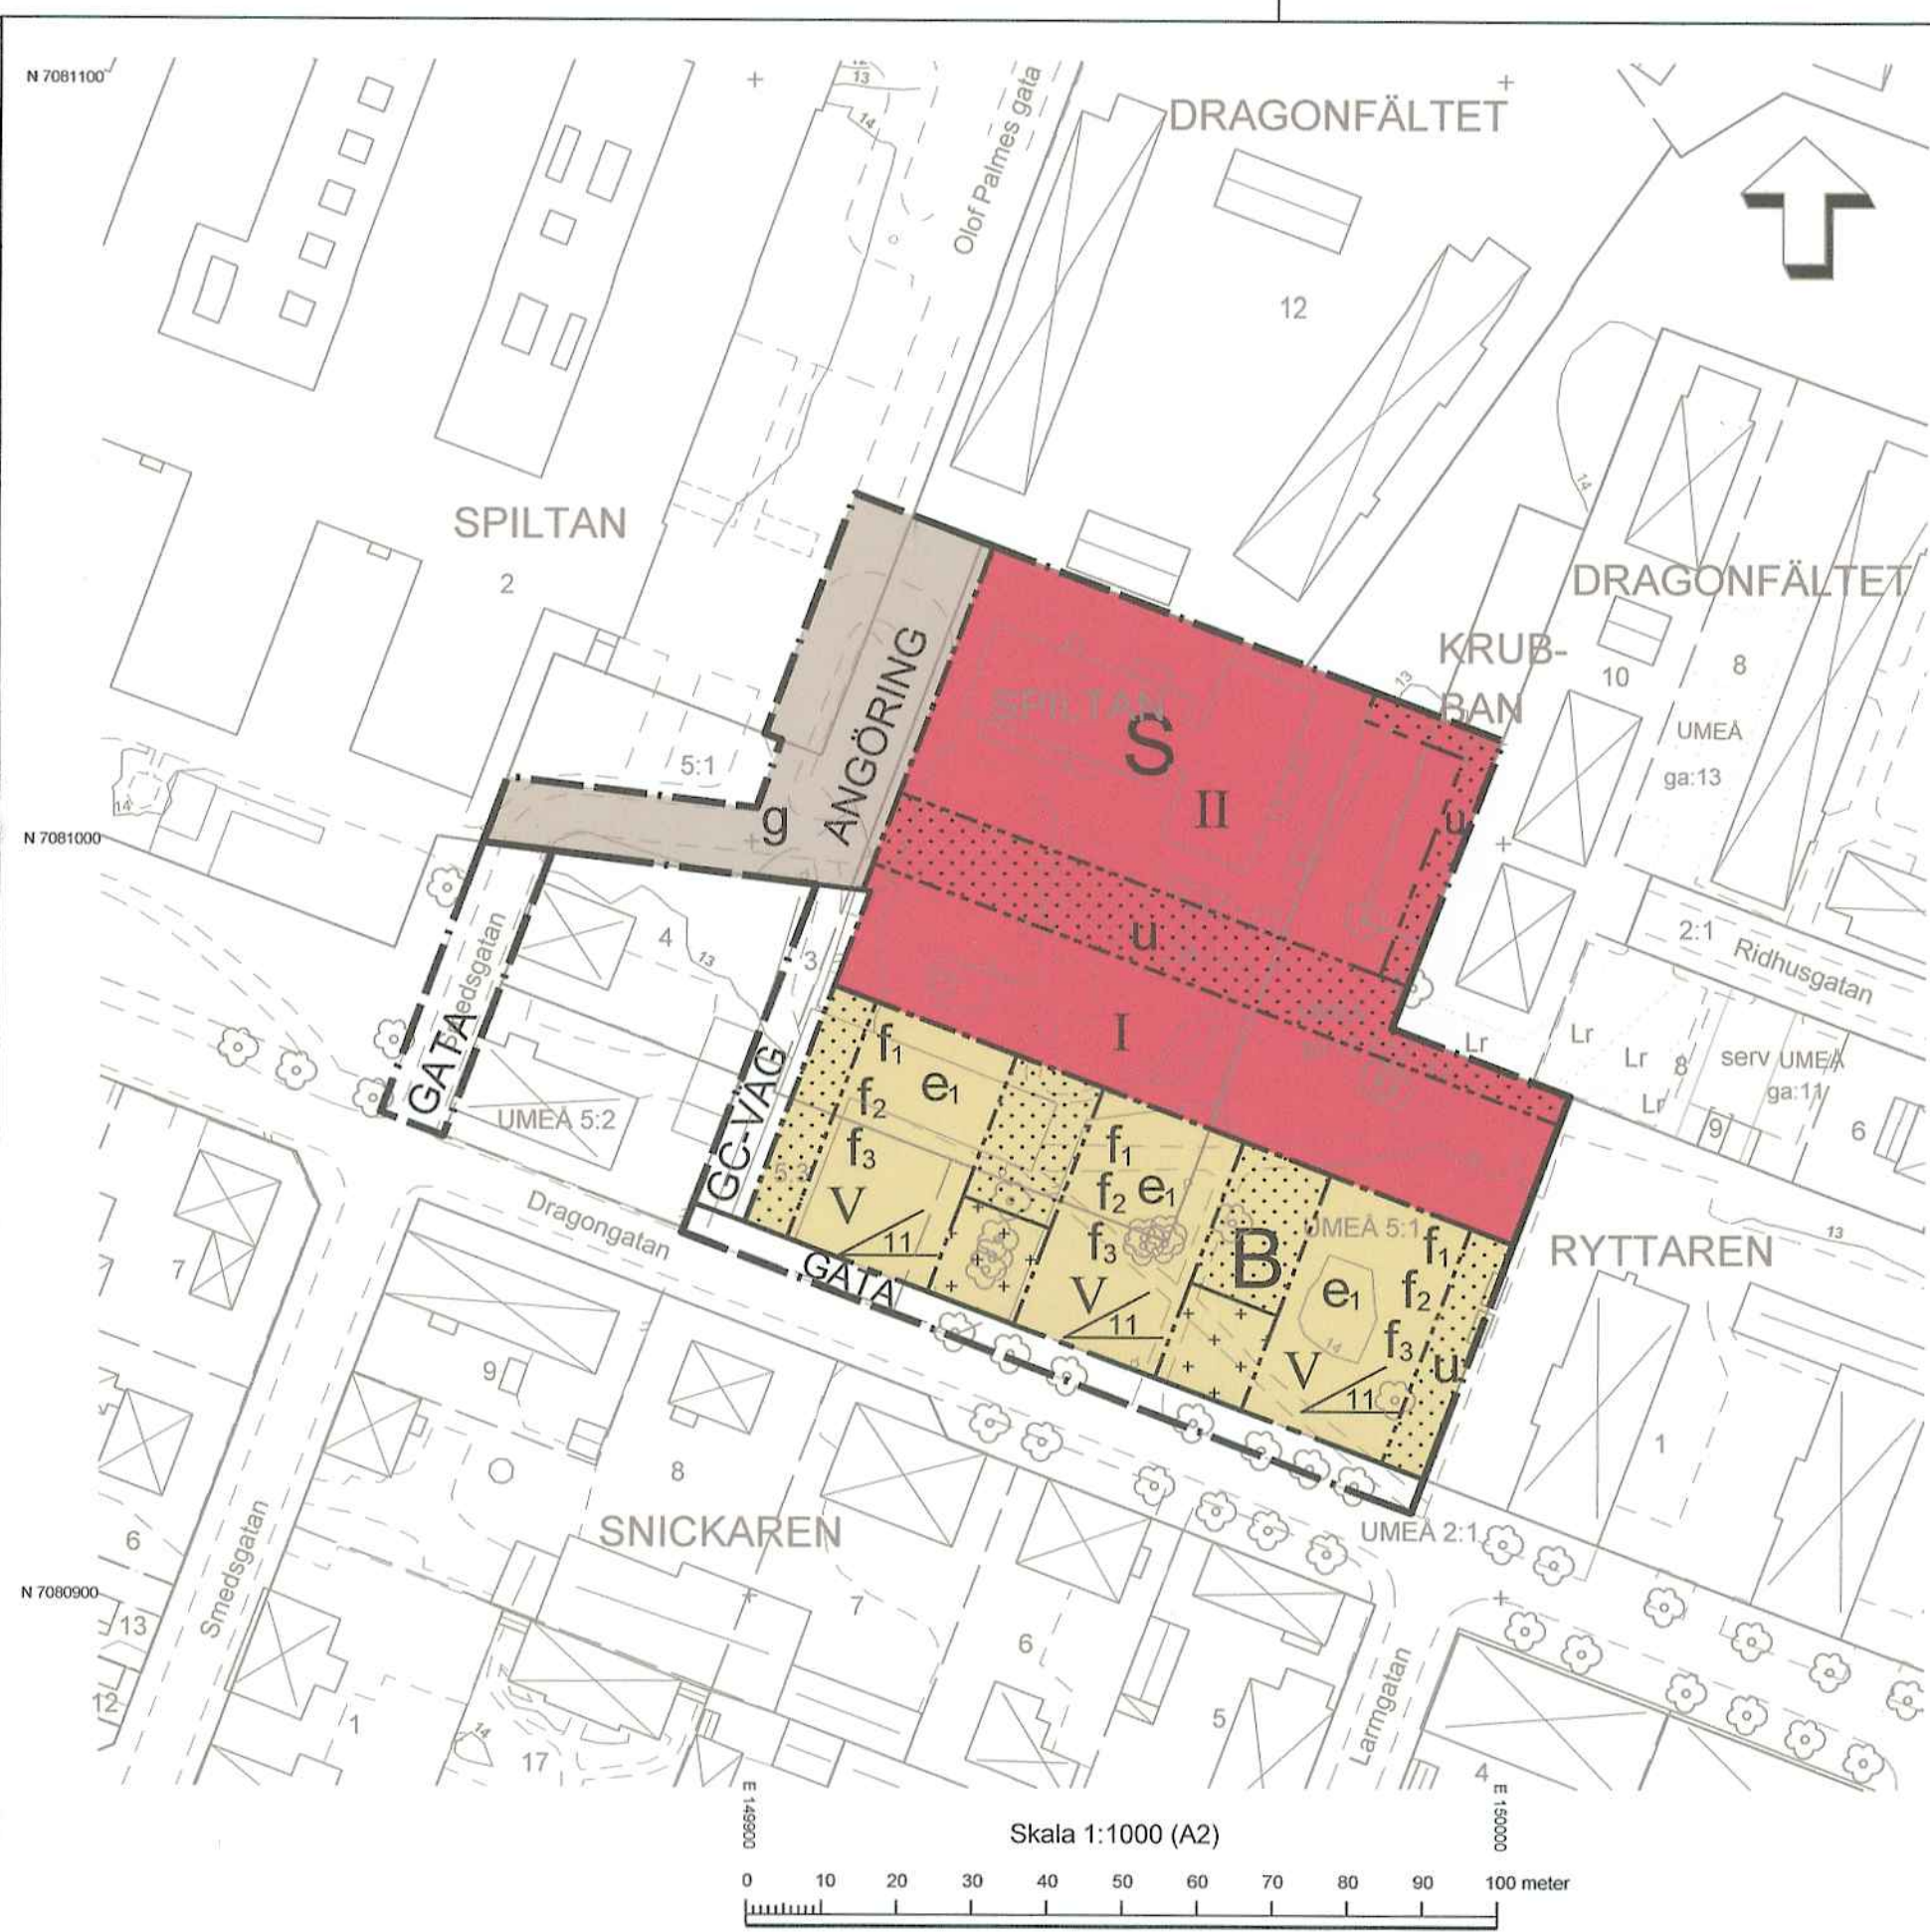 N 7081100
13
14
Olof Palmes gata
DRAGONFÄLTET
12
14
SPILTAN
2
DRAGONFÄLTET
KRUB-
BAN
10
8
UMEÅ
ga:13
13
SPILTAN
S
II
u
ANGÖRING
5:1
g
14
N 7081000
2:1
Ridhusgatan
u
4
13
3
Smedsgatan
GATA
I
Lr
Lr
Lr
Lr
8
serv UMEÅ
ga:11
9
6
UMEÅ 5:2
GC-VÄG
5:3
f1
f2
f3
e1
V
11
f1
f2
e1
f3
V
11
B
UMEÅ 5:1
e1
f1
f2
f3
14
V
11
u
RYTTAREN
13
1
Dragongatan
GATA
7
9
8
SNICKAREN
UMEÅ 2:1
6
Smedsgatan
N 7080900
13
12
1
14
17
7
6
5
Larmgatan
4
E 149900
E 150000
Skala 1:1000 (A2)
0 10 20 30 40 50 60 70 80 90 100 meter